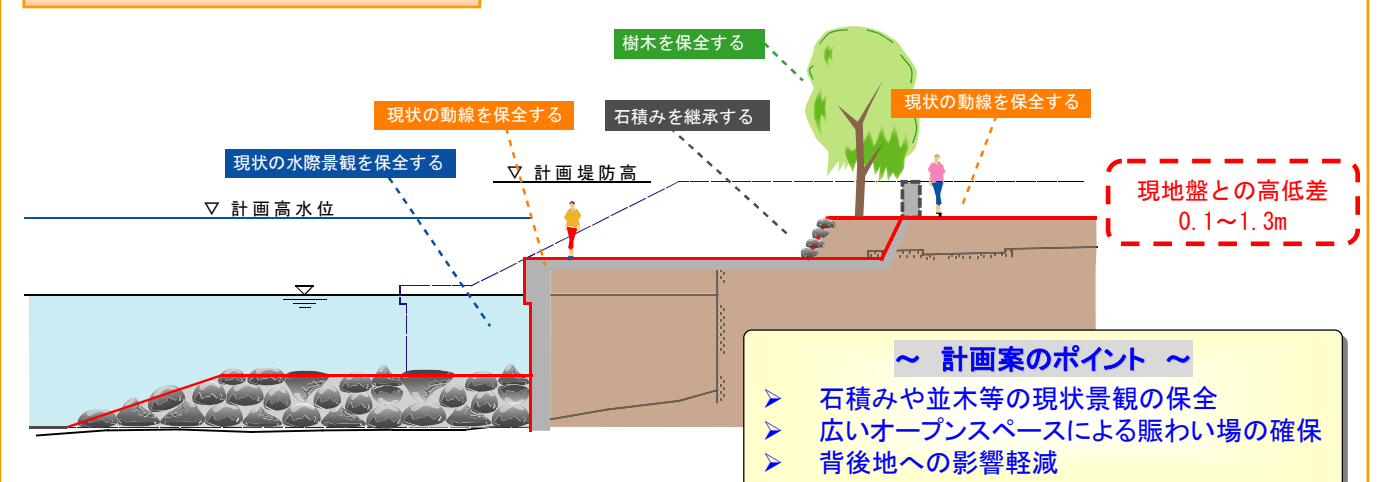 樹木を保全する
現状の動線を保全する
石積みを継承する
現状の動線を保全する
現状の水際景観を保全する
▽ 計画堤防高
▽ 計画高水位
現地盤との高低差
0.1～1.3m
～ 計画案のポイント ～
➢ 石積みや並木等の現状景観の保全
➢ 広いオープンスペースによる賑わい場の確保
➢ 背後地への影響軽減